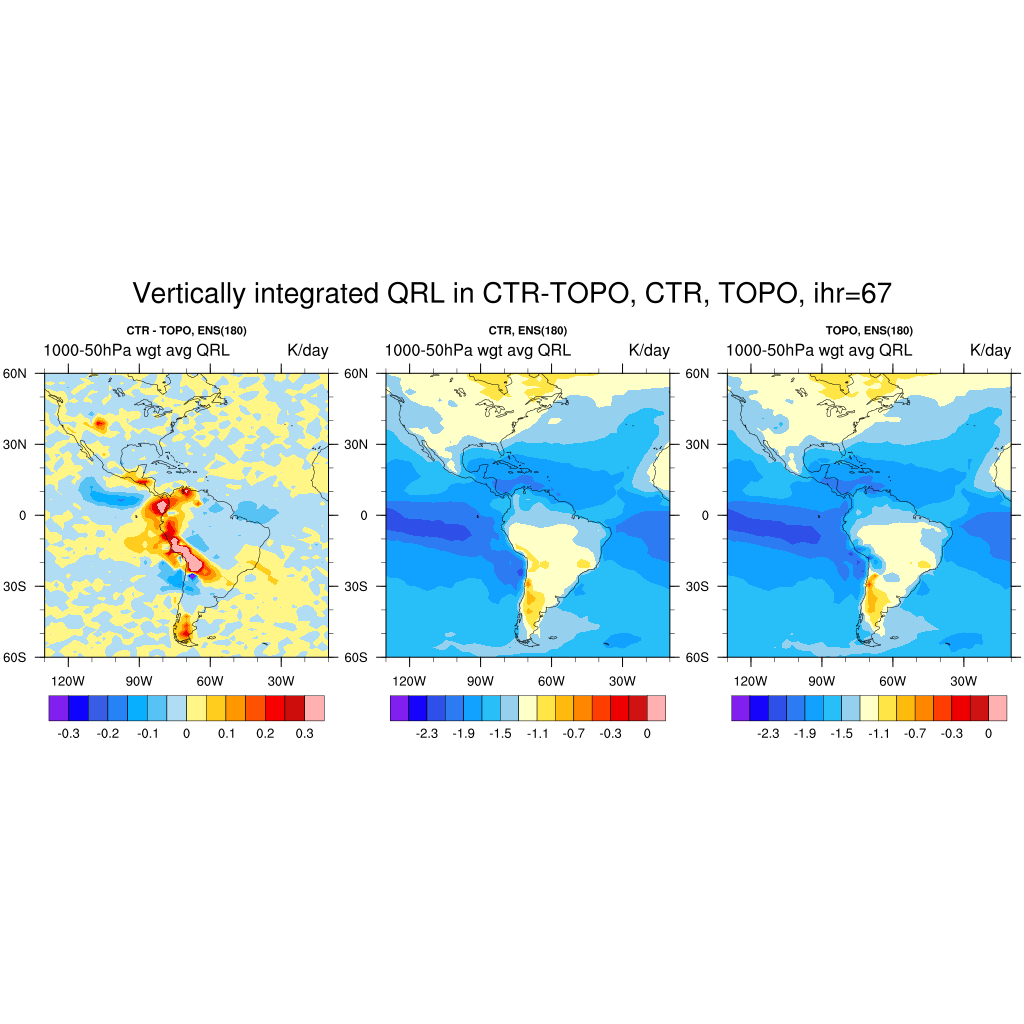 Vertically integrated QRL in CTR-TOPO, CTR, TOPO, ihr=67
CTR - TOPO, ENS(180)
1000-50hPa wgt avg QRL K/day
60N
30N
0
30S
60S
120W 90W 60W 30W
-0.3 -0.2 -0.1 0 0.1 0.2 0.3
CTR, ENS(180)
1000-50hPa wgt avg QRL K/day
60N
30N
0
30S
60S
120W 90W 60W 30W
-2.3 -1.9 -1.5 -1.1 -0.7 -0.3 0
TOPO, ENS(180)
1000-50hPa wgt avg QRL K/day
60N
30N
0
30S
60S
120W 90W 60W 30W
-2.3 -1.9 -1.5 -1.1 -0.7 -0.3 0